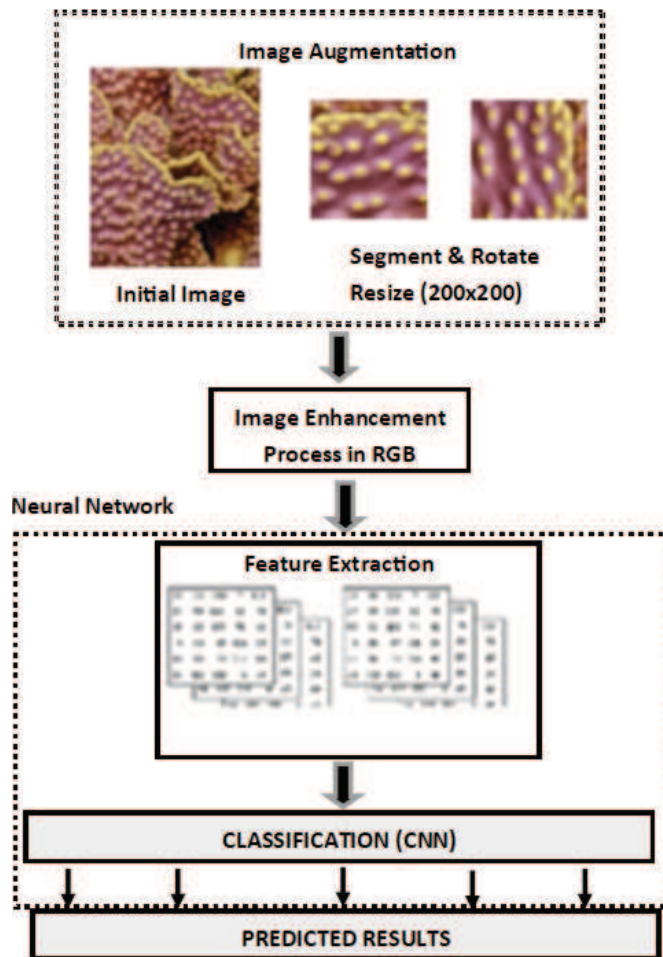 Image Augmentation
Initial Image
Segment & Rotate
Resize (200x200)
Image Enhancement
Process in RGB
Neural Network
Feature Extraction
CLASSIFICATION (CNN)
PREDICTED RESULTS